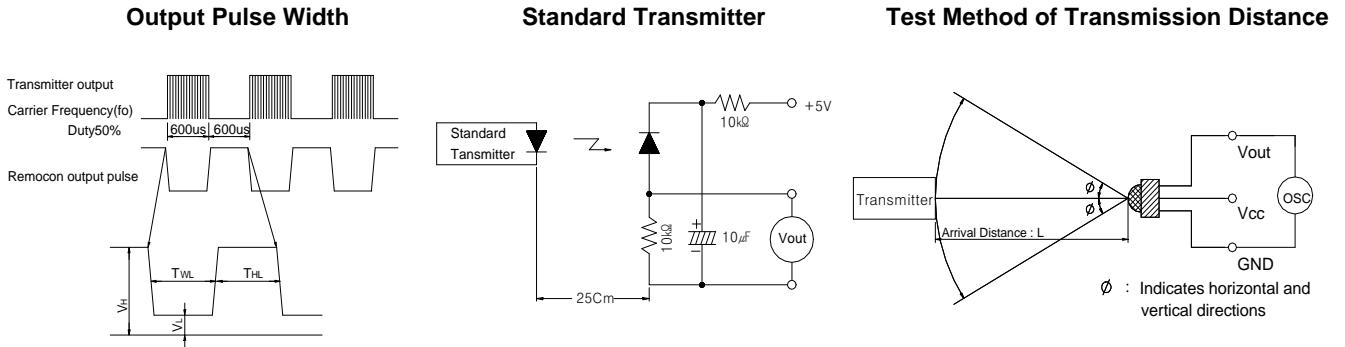 Output Pulse Width
Transmitter output
Carrier Frequency(fo)
Duty50%
600us 600us
Remocon output pulse
TWL THL
VH
VL
Standard Transmitter
+5V
10kΩ
Standard
Tansmitter
10kΩ
+
10μF
Vout
25Cm
Test Method of Transmission Distance
Vout
Transmitter
ϕ
ϕ
Vcc
OSC
Arrival Distance : L
GND
ϕ : Indicates horizontal and
vertical directions